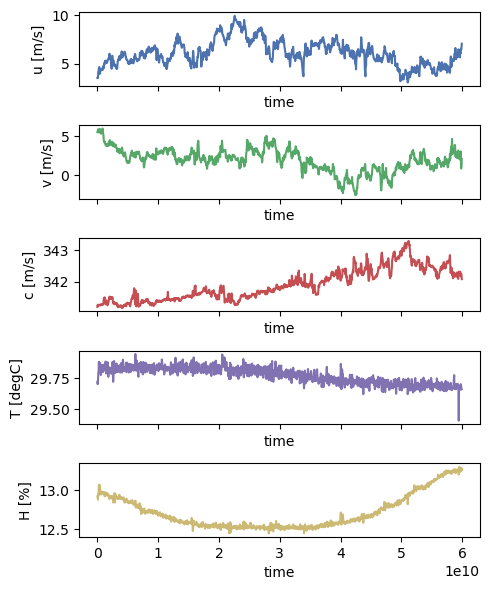 10
5
u [m/s]
time
5
0
v [m/s]
time
343
342
c [m/s]
time
29.75
29.50
T [degC]
time
13.0
12.5
H [%]
0 1 2 3 4 5 6
time
1e10